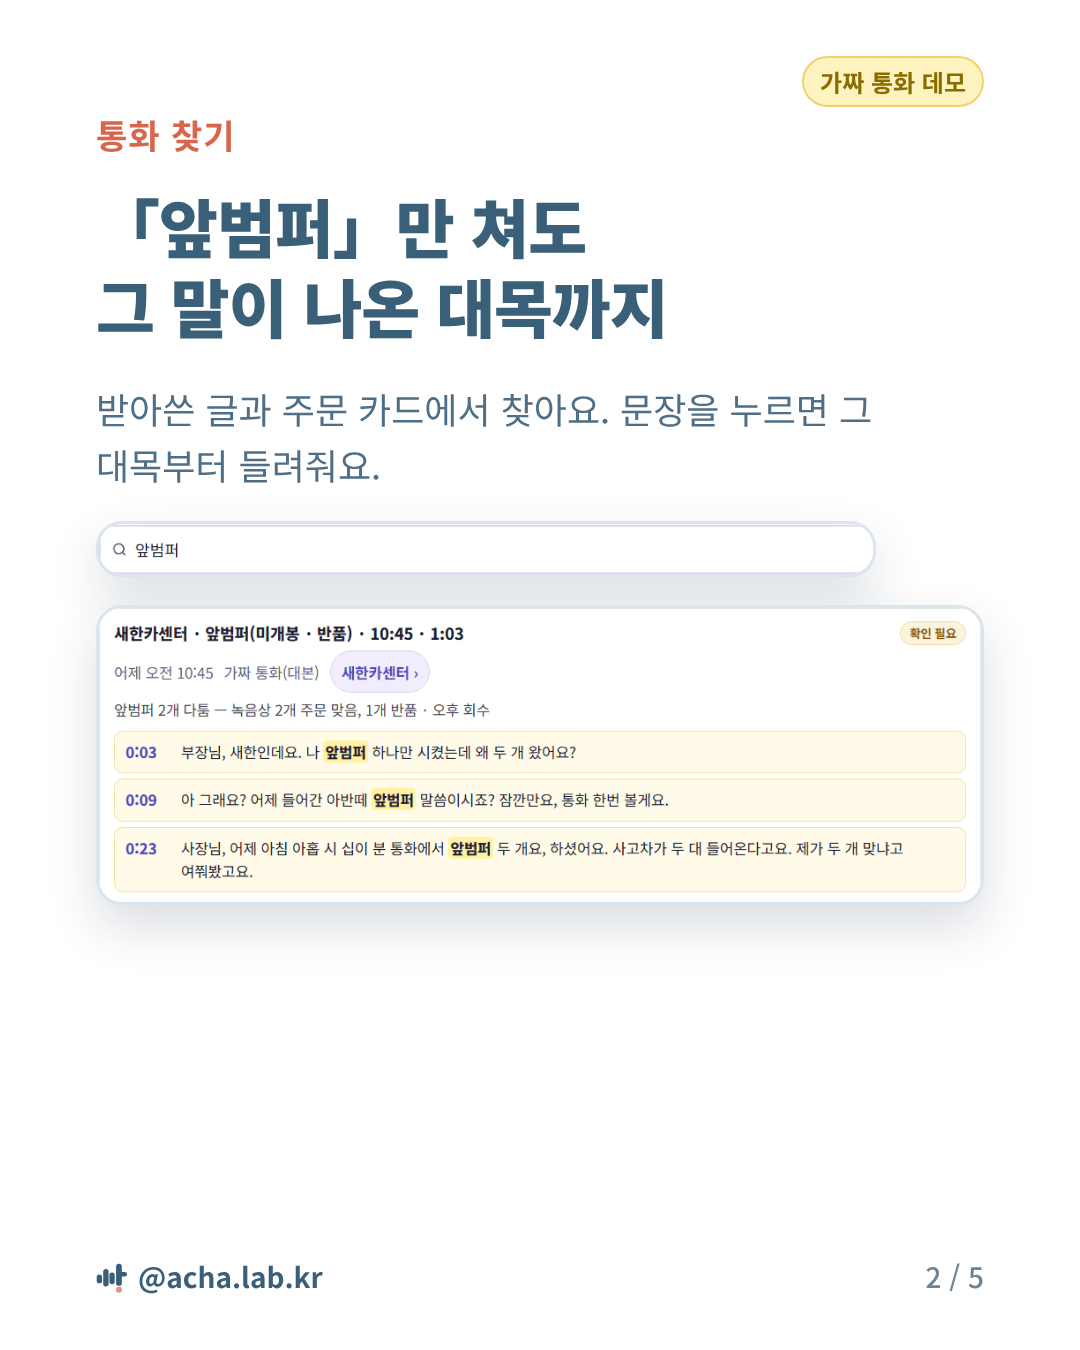 가짜 통화 데모
통화 찾기
「앞범퍼」만 쳐도
그 말이 나온 대목까지
받아쓴 글과 주문 카드에서 찾아요. 문장을 누르면 그
대목부터 들려줘요.
앞범퍼
새한카센터 · 앞범퍼(미개봉 · 반품) · 10:45 · 1:03
확인 필요
어제 오전 10:45 가짜 통화(대본) 새한카센터 ›
앞범퍼 2개 다툼 — 녹음상 2개 주문 맞음, 1개 반품 · 오후 회수
0:03 부장님, 새한인데요. 나 앞범퍼 하나만 시켰는데 왜 두 개 왔어요?
0:09 아 그래요? 어제 들어간 아반떼 앞범퍼 말씀이시죠? 잠깐만요, 통화 한번 볼게요.
0:23 사장님, 어제 아침 아홉 시 십이 분 통화에서 앞범퍼 두 개요, 하셨어요. 사고차가 두 대 들어온다고요. 제가 두 개 맞냐고
여쭤봤고요.
@acha.lab.kr
2 / 5